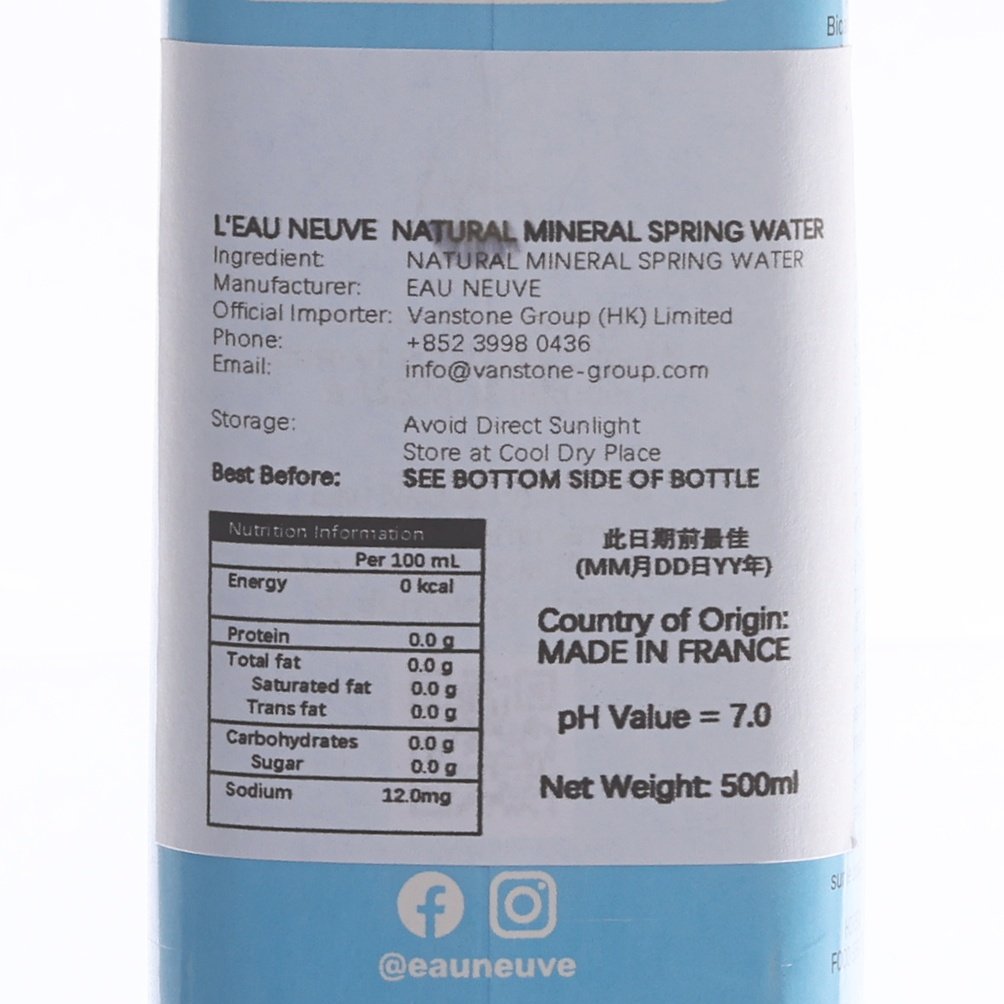 L'EAU NEUVE NATURAL MINERAL SPRING WATER
Ingredient: NATURAL MINERAL SPRING WATER
Manufacturer: EAU NEUVE
Official Importer: Vanstone Group (HK) Limited
Phone: +852 3998 0436
Email: info@vanstone-group.com
Storage: Avoid Direct Sunlight
Store at Cool Dry Place
Best Before: SEE BOTTOM SIDE OF BOTTLE
Nutrition Information
Per 100 mL
Energy 0 kcal
Protein 0.0 g
Total fat 0.0 g
Saturated fat 0.0 g
Trans fat 0.0 g
Carbohydrates 0.0 g
Sugar 0.0 g
Sodium 12.0mg
此日期前最佳
(MM月DD日YY年)
Country of Origin:
MADE IN FRANCE
pH Value = 7.0
Net Weight: 500ml
@eauneuve